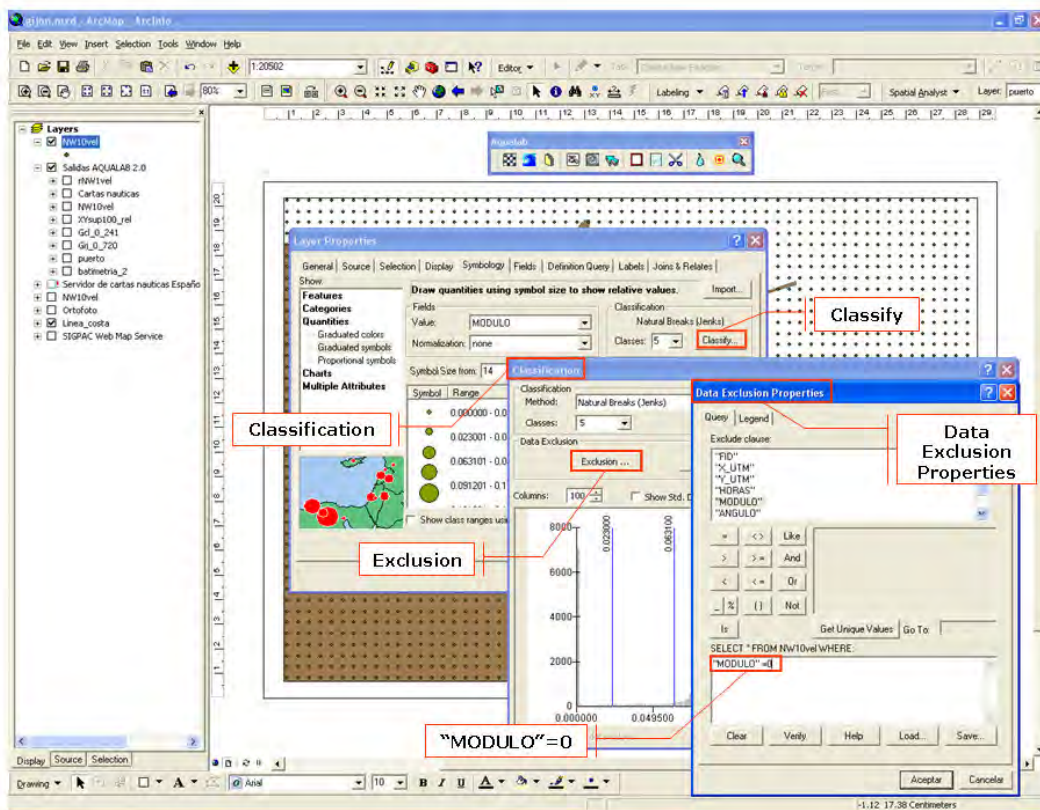 gijon.mxd - ArcMap - ArcInfo
File Edit View Insert Selection Tools Window Help
1:20502
Editor
80%
Labeling
Spatial Analyst
Layer: puerto
Aqualab
Layers
NW10vel
Salidas AQUALAB 2.0
rNW1vel
Cartas nauticas
NW10vel
XYsup100_rel
Gcl_0_241
Gij_0_720
puerto
batimetria_2
Servidor de cartas nauticas Españo
NW10vel
Ortofoto
Linea_costa
SIGPAC Web Map Service
Layer Properties
General Source Selection Display Symbology Fields Definition Query Labels Joins & Relates
Show:
Features
Categories
Quantities
Graduated colors
Graduated symbols
Proportional symbols
Charts
Multiple Attributes
Draw quantities using symbol size to show relative values.
Import...
Fields
Value: MODULO
Normalization: none
Classification
Natural Breaks (Jenks)
Classes: 5
Classify...
Classify
Symbol Size from: 14
Symbol Range
0.000000 - 0.0
0.023001 - 0.0
0.063101 - 0.0
0.091201 - 0.1
Show class ranges usi
Classification
Classification
Classification
Method: Natural Breaks (Jenks)
Classes: 5
Data Exclusion
Exclusion ...
Columns: 100
Show Std. D
Exclusion
8000
6000
4000
2000
0
0.023000
0.063100
0.000000
0.049500
Data Exclusion Properties
Data
Exclusion
Properties
Query Legend
Exclude clause:
"FID"
"X_UTM"
"Y_UTM"
"HORAS"
"MODULO"
"ANGULO"
= <> Like
> >= And
< <= Or
_ % () Not
Is
Get Unique Values Go To:
SELECT * FROM NW10vel WHERE:
"MODULO" =0
"MODULO"=0
Clear Verify Help Load... Save...
Aceptar Cancelar
Display Source Selection
Drawing
Arial
10
B I U A
-1.12 17.38 Centimeters